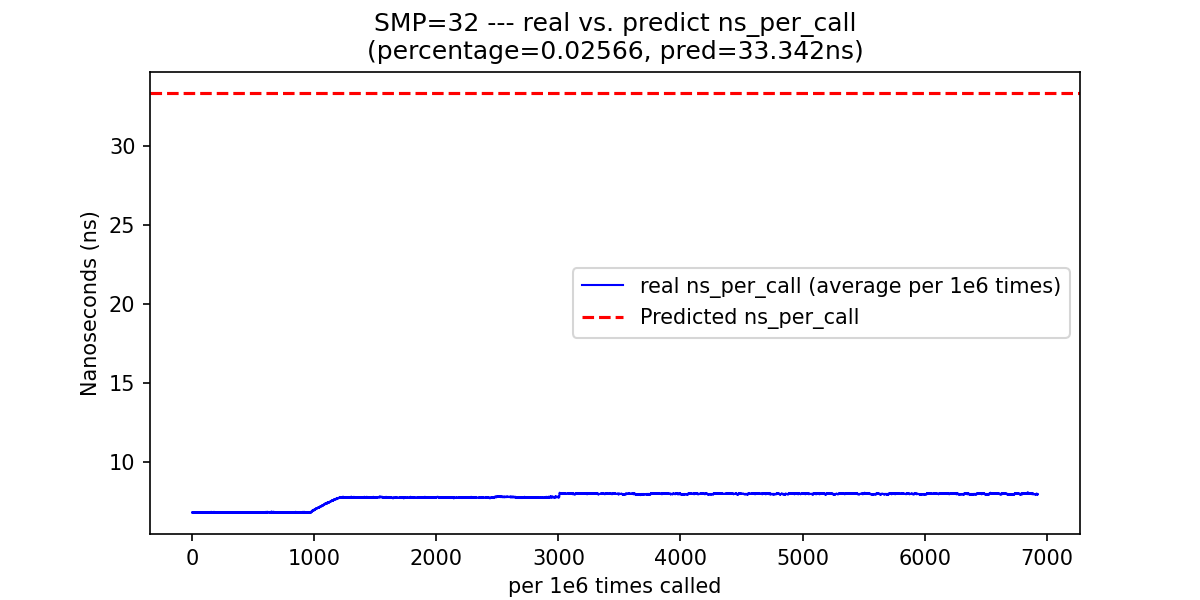 SMP=32 --- real vs. predict ns_per_call
(percentage=0.02566, pred=33.342ns)
Nanoseconds (ns)
30
25
20
15
10
real ns_per_call (average per 1e6 times)
Predicted ns_per_call
0
1000
2000
3000
4000
5000
6000
7000
per 1e6 times called